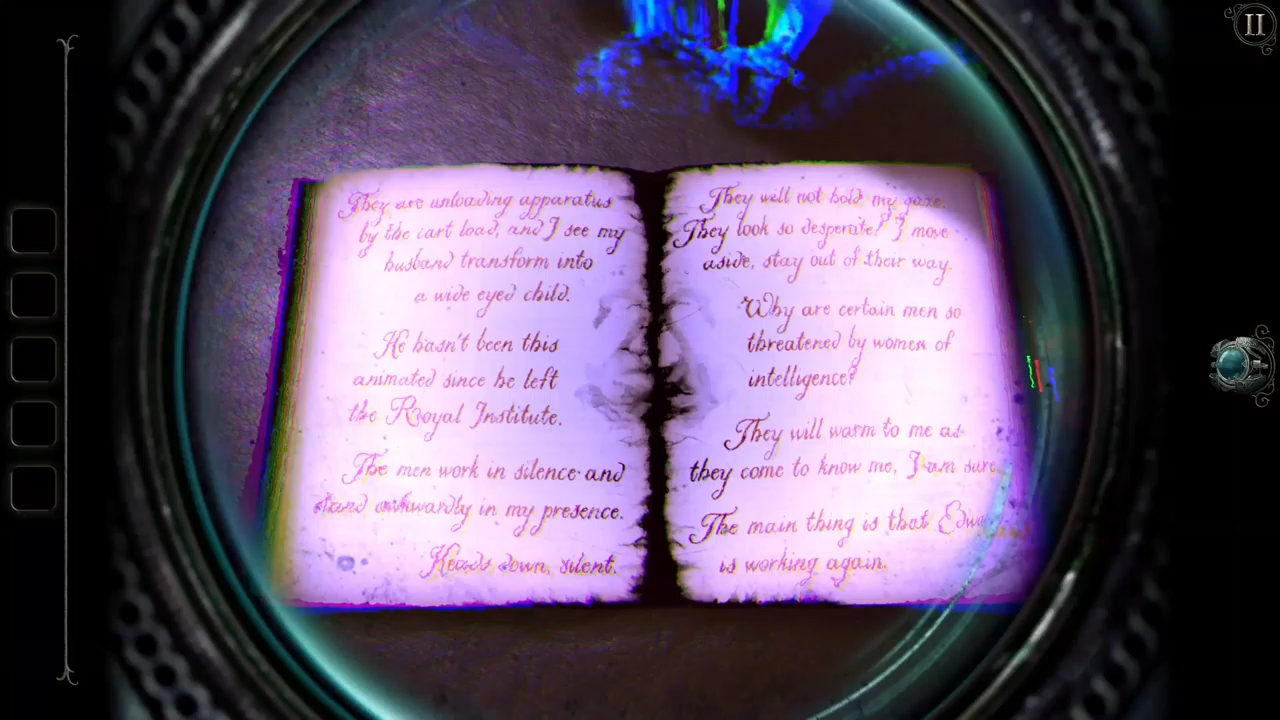 They are unloading apparatus
by the cart load, and I see my
husband transform into
a wide eyed child.
He hasn't been this
animated since he left
the Royal Institute.
The men work in silence and
stand awkwardly in my presence.
Heads down, silent.
They will not hold my gaze.
They look so desperate! I move
aside, stay out of their way.
Why are certain men so
threatened by women of
intelligence?
They will warm to me as
they come to know me, I am sure.
The main thing is that
is working again.
II